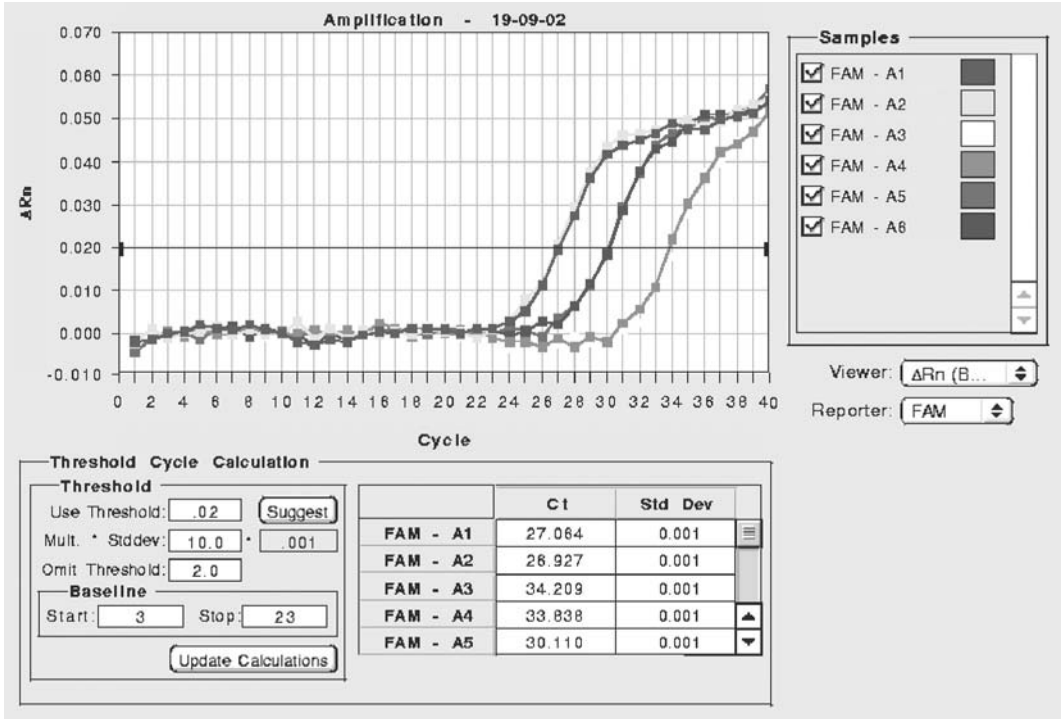 Amplification - 19-09-02
0.070
0.060
0.050
0.040
0.030
0.020
0.010
0.000
-0.010
ΔRn
0 2 4 6 8 10 12 14 16 18 20 22 24 26 28 30 32 34 36 38 40
Cycle
Samples
FAM - A1
FAM - A2
FAM - A3
FAM - A4
FAM - A5
FAM - A6
Viewer: ΔRn (B...
Reporter: FAM
Threshold Cycle Calculation
Threshold
Use Threshold: .02 Suggest
Mult. * Stddev: 10.0 * .001
Omit Threshold: 2.0
Baseline
Start: 3 Stop: 23
Update Calculations
Ct Std Dev
FAM - A1 27.064 0.001
FAM - A2 26.927 0.001
FAM - A3 34.209 0.001
FAM - A4 33.838 0.001
FAM - A5 30.110 0.001